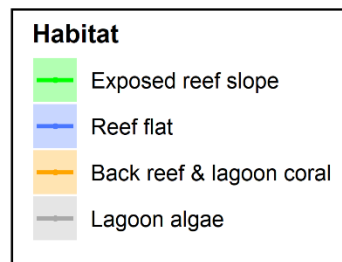 Habitat
Exposed reef slope
Reef flat
Back reef & lagoon coral
Lagoon algae